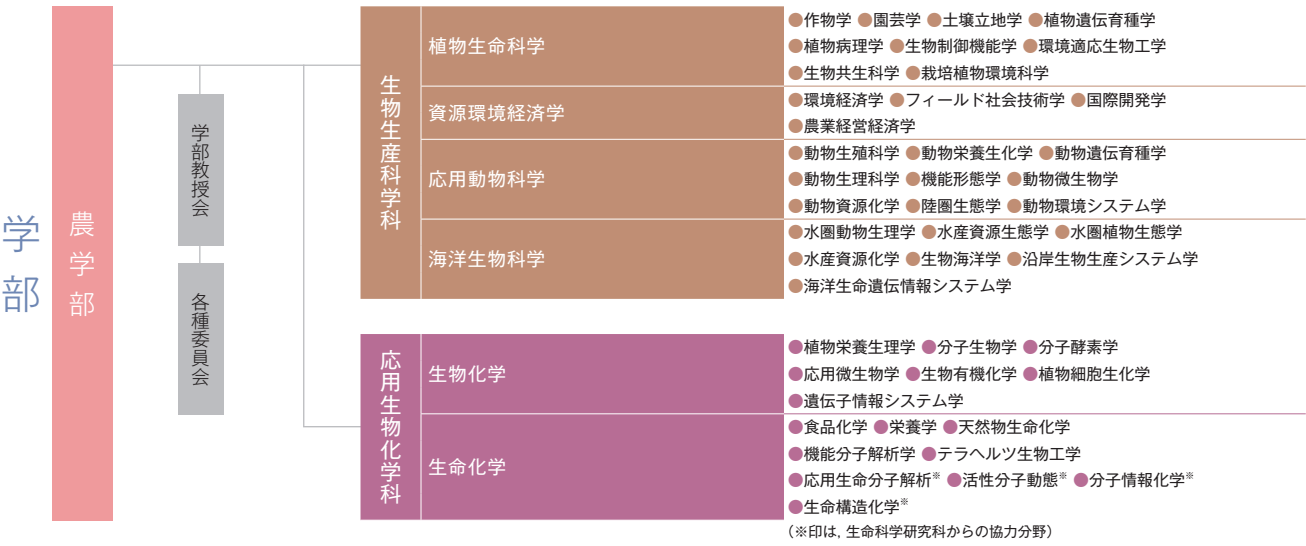 学部
農学部
学部教授会
各種委員会
生物生産科学科
植物生命科学
●作物学 ●園芸学 ●土壌立地学 ●植物遺伝育種学
●植物病理学 ●生物制御機能学 ●環境適応生物工学
●生物共生科学 ●栽培植物環境科学
資源環境経済学
●環境経済学 ●フィールド社会技術学 ●国際開発学
●農業経営経済学
応用動物科学
●動物生殖科学 ●動物栄養生化学 ●動物遺伝育種学
●動物生理科学 ●機能形態学 ●動物微生物学
●動物資源化学 ●陸圏生態学 ●動物環境システム学
海洋生物科学
●水圏動物生理学 ●水産資源生態学 ●水圏植物生態学
●水産資源化学 ●生物海洋学 ●沿岸生物生産システム学
●海洋生命遺伝情報システム学
応用生物化学科
生物化学
●植物栄養生理学 ●分子生物学 ●分子酵素学
●応用微生物学 ●生物有機化学 ●植物細胞生化学
●遺伝子情報システム学
生命化学
●食品化学 ●栄養学 ●天然物生命化学
●機能分子解析学 ●テラヘルツ生物工学
●応用生命分子解析※ ●活性分子動態※ ●分子情報化学※
●生命構造化学※
（※印は, 生命科学研究科からの協力分野）